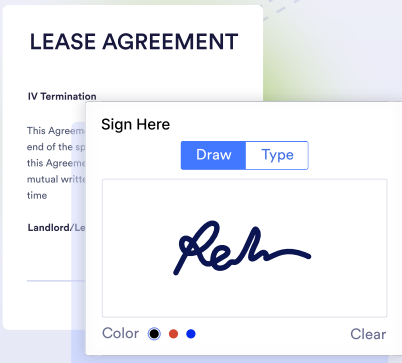 LEASE AGREEMENT
IV Termination
This Agreem
end of the sp
this Agreeme
mutual writte
time
Landlord/Le
Sign Here
Draw
Type
Color
Clear